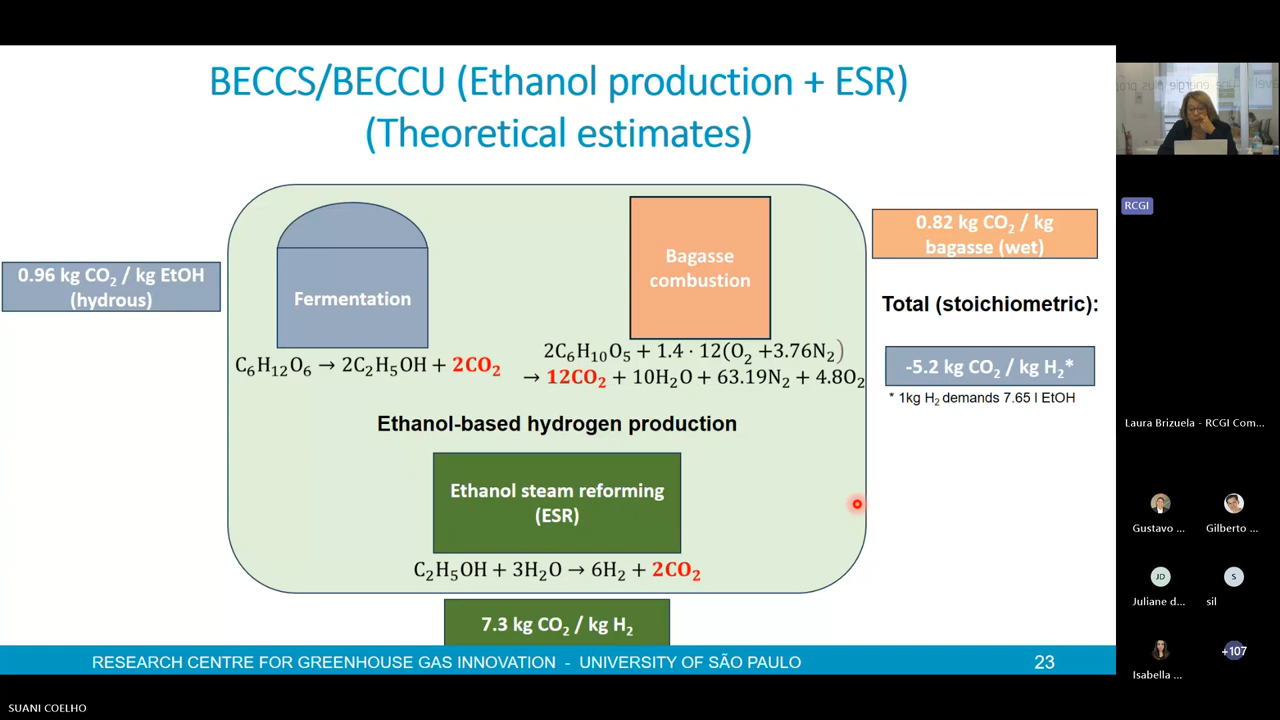 BECCS/BECCU (Ethanol production + ESR)
(Theoretical estimates)
0.96 kg CO₂ / kg EtOH
(hydrous)
Fermentation
C₆H₁₂O₆ → 2C₂H₅OH + 2CO₂
Bagasse
combustion
2C₆H₁₀O₅ + 1.4 · 12(O₂ +3.76N₂)
→ 12CO₂ + 10H₂O + 63.19N₂ + 4.8O₂
0.82 kg CO₂ / kg
bagasse (wet)
Total (stoichiometric):
-5.2 kg CO₂ / kg H₂*
* 1kg H₂ demands 7.65 l EtOH
Ethanol-based hydrogen production
Ethanol steam reforming
(ESR)
C₂H₅OH + 3H₂O → 6H₂ + 2CO₂
7.3 kg CO₂ / kg H₂
RESEARCH CENTRE FOR GREENHOUSE GAS INNOVATION - UNIVERSITY OF SÃO PAULO
23
RCGI
Laura Brizuela - RCGI Com...
Gustavo ...
Gilberto ...
JD
Juliane d...
S
sil
Isabella ...
+107
SUANI COELHO